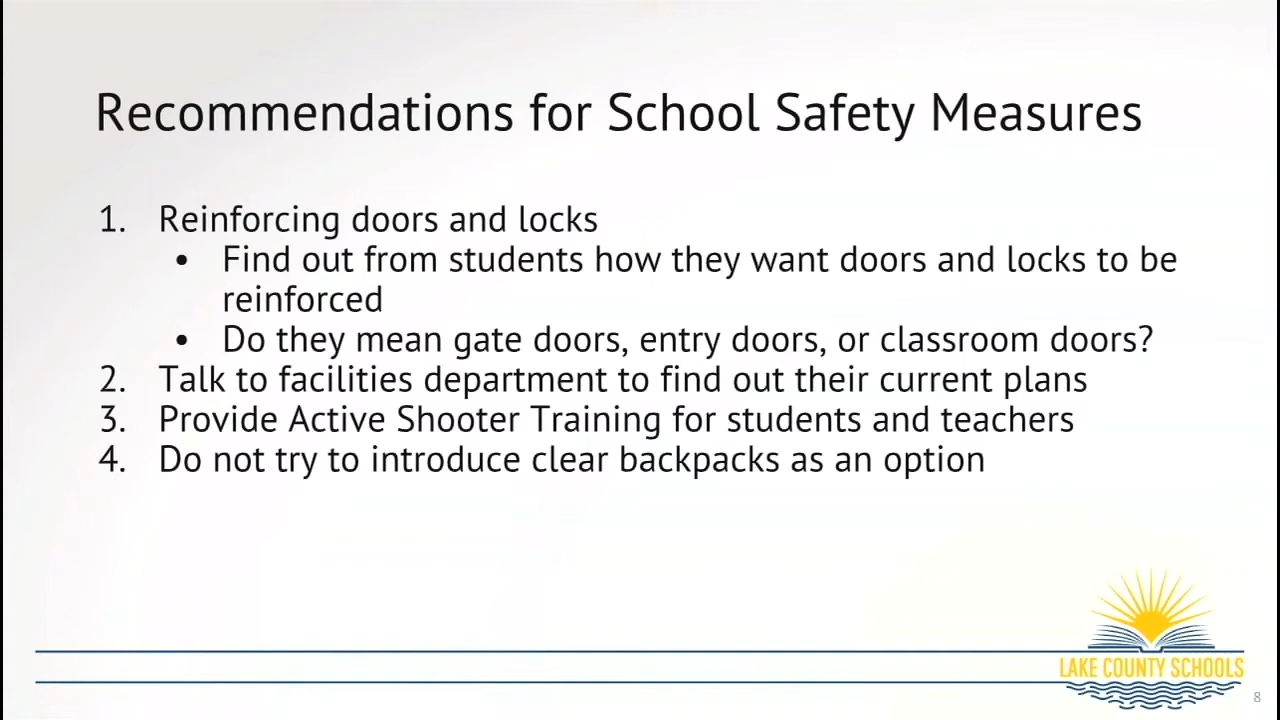 Recommendations for School Safety Measures
1. Reinforcing doors and locks
• Find out from students how they want doors and locks to be
reinforced
• Do they mean gate doors, entry doors, or classroom doors?
2. Talk to facilities department to find out their current plans
3. Provide Active Shooter Training for students and teachers
4. Do not try to introduce clear backpacks as an option
LAKE COUNTY SCHOOLS
8